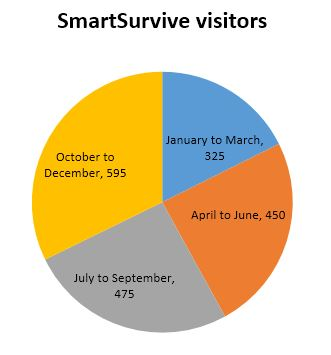 SmartSurvive visitors
January to March,
325
April to June, 450
July to September,
475
October to
December, 595